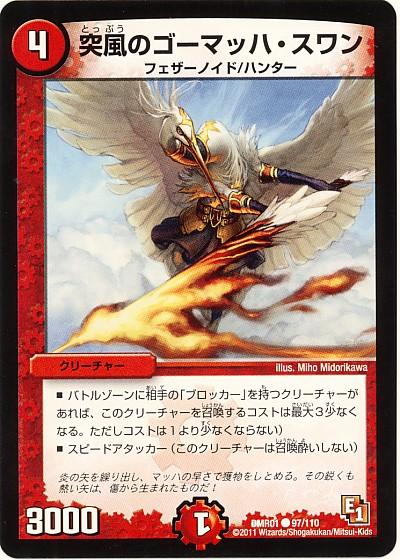 4
とっぷう
突風のゴーマッハ・スワン
フェザーノイド/ハンター
クリーチャー
illus. Miho Midorikawa
■ バトルゾーンに相手の「ブロッカー」を持つクリーチャー
があれば、このクリーチャーを召喚するコストは最大3少なく
なる。ただしコストは1より少なくならない)
■ スピードアタッカー (このクリーチャーは召喚酔いしない)
炎の矢を繰り出し、マッハの早さで獲物をしとめる。その鋭くも
熱い矢は、傷から生まれたものだ!
3000
1
DMR01 ● 97/110
©2011 Wizards/Shogakukan/Mitsui-Kids
E1